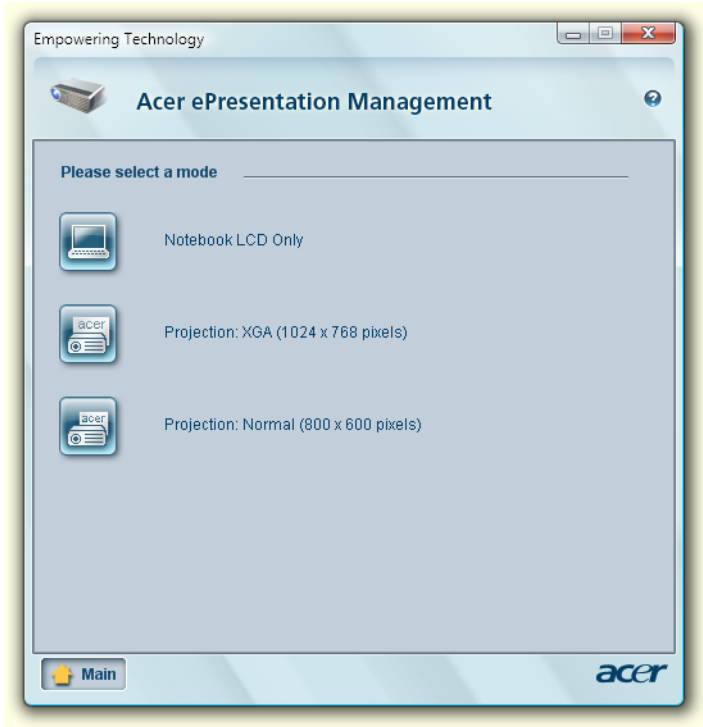 Empowering Technology
Acer ePresentation Management
Please select a mode
Notebook LCD Only
acer
Projection: XGA (1024 x 768 pixels)
acer
Projection: Normal (800 x 600 pixels)
Main
acer